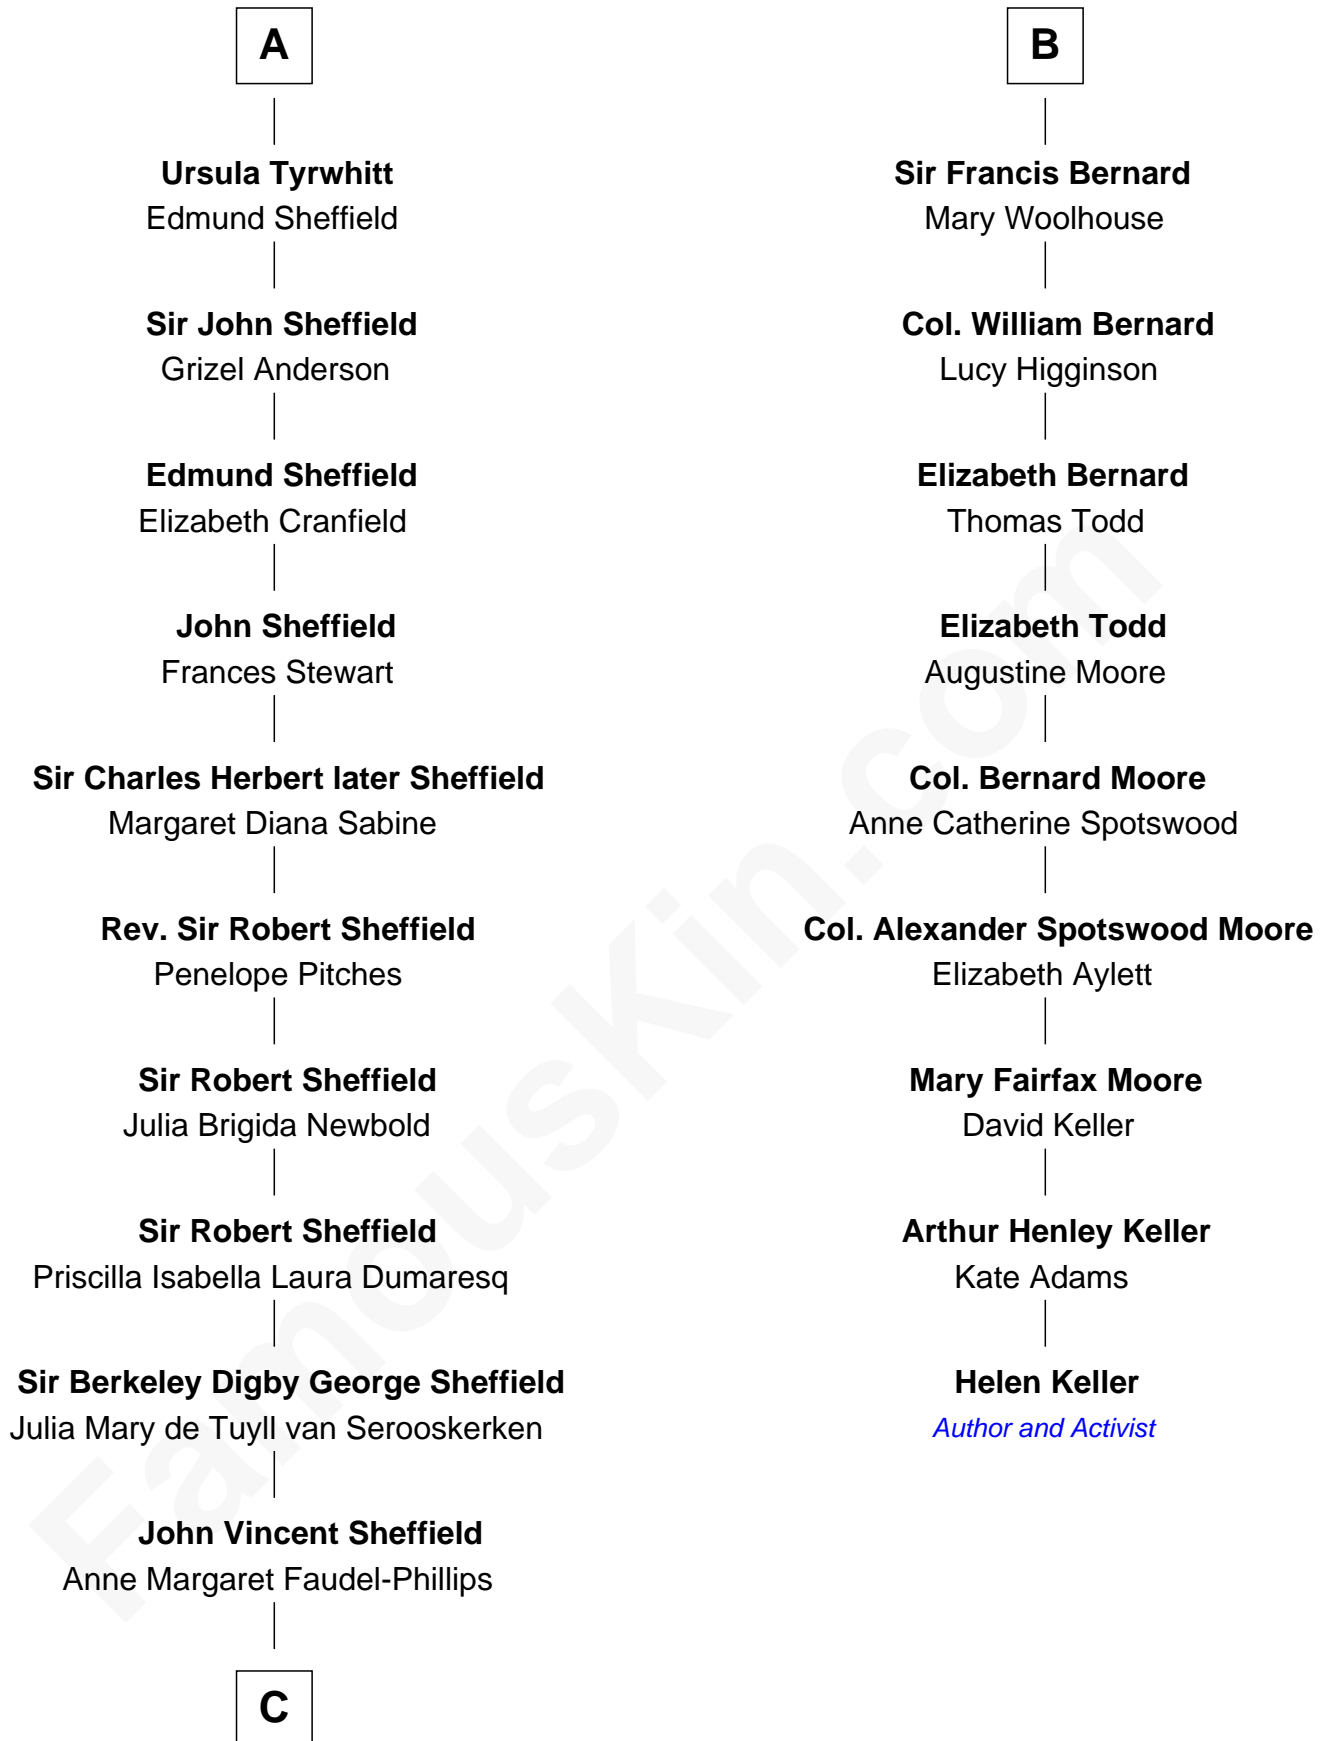 A
Ursula Tyrwhitt
Edmund Sheffield
Sir John Sheffield
Grizel Anderson
Edmund Sheffield
Elizabeth Cranfield
John Sheffield
Frances Stewart
Sir Charles Herbert later Sheffield
Margaret Diana Sabine
Rev. Sir Robert Sheffield
Penelope Pitches
Sir Robert Sheffield
Julia Brigida Newbold
Sir Robert Sheffield
Priscilla Isabella Laura Dumaresq
Sir Berkeley Digby George Sheffield
Julia Mary de Tuyll van Serooskerken
John Vincent Sheffield
Anne Margaret Faudel-Phillips
C
B
Sir Francis Bernard
Mary Woolhouse
Col. William Bernard
Lucy Higginson
Elizabeth Bernard
Thomas Todd
Elizabeth Todd
Augustine Moore
Col. Bernard Moore
Anne Catherine Spotswood
Col. Alexander Spotswood Moore
Elizabeth Aylett
Mary Fairfax Moore
David Keller
Arthur Henley Keller
Kate Adams
Helen Keller
Author and Activist
FamousKin.com